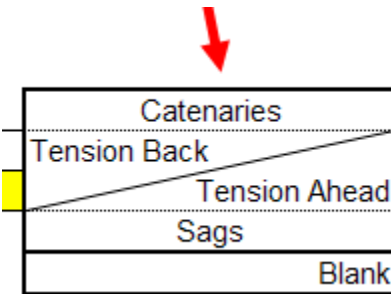 Catenaries
Tension Back
Tension Ahead
Sags
Blank